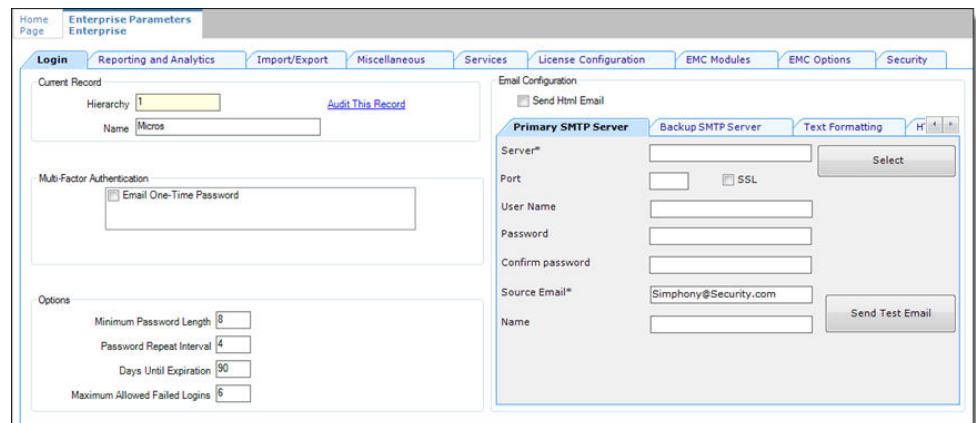 Home Page
Enterprise Parameters
Enterprise
Login
Reporting and Analytics
Import/Export
Miscellaneous
Services
License Configuration
EMC Modules
EMC Options
Security
Current Record
Hierarchy 1
Audit This Record
Name Micros
Multi-Factor Authentication
Email One-Time Password
Options
Minimum Password Length 8
Password Repeat Interval 4
Days Until Expiration 90
Maximum Allowed Failed Logins 6
Email Configuration
Send Html Email
Primary SMTP Server
Backup SMTP Server
Text Formatting
Server*
Select
Port
SSL
User Name
Password
Confirm password
Source Email* Simphony@Security.com
Send Test Email
Name